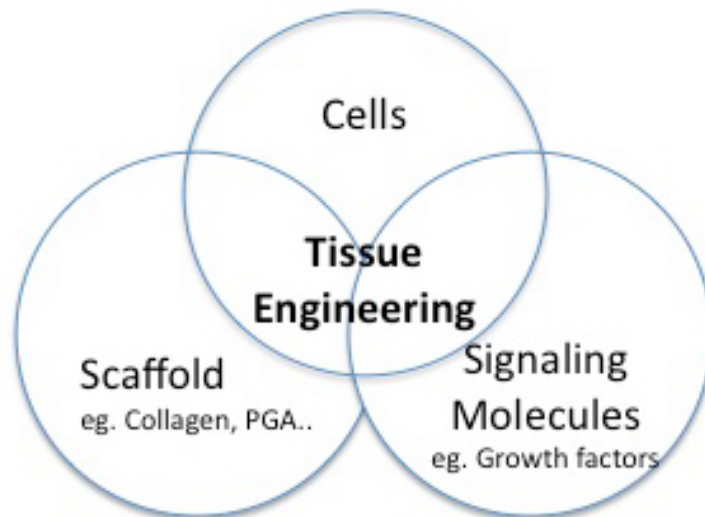 Cells
Tissue
Engineering
Scaffold
eg. Collagen, PGA..
Signaling
Molecules
eg. Growth factors